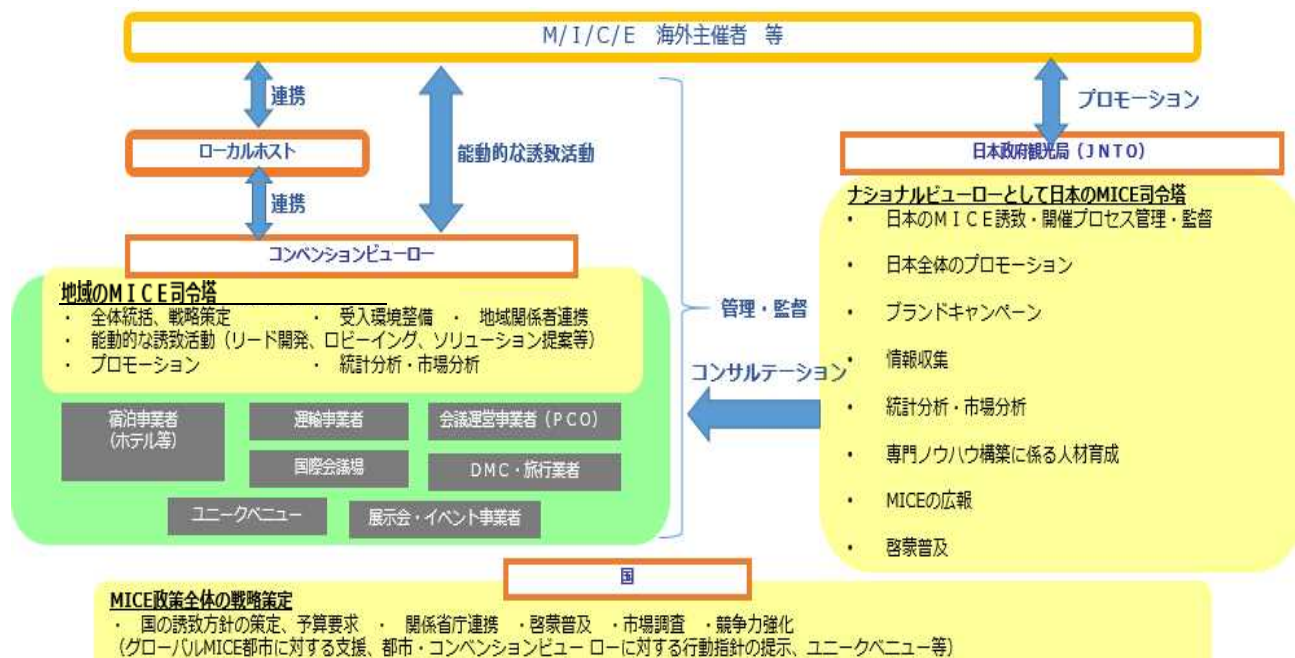 M/I/C/E 海外主催者 等
連携
プロモーション
ローカルホスト
能動的な誘致活動
日本政府観光局(JNTO)
連携
コンベンションビューロー
地域のMICE司令塔
・ 全体統括、戦略策定 ・ 受入環境整備 ・ 地域関係者連携
・ 能動的な誘致活動(リード開発、ロビーイング、ソリューション提案等)
・ プロモーション ・ 統計分析・市場分析
宿泊事業者
(ホテル等)
運輸事業者
会議運営事業者(PCO)
国際会議場
DMC・旅行業者
ユニークベニュー
展示会・イベント事業者
管理・監督
コンサルテーション
ナショナルビューローとして日本のMICE司令塔
・ 日本のMICE誘致・開催プロセス管理・監督
・ 日本全体のプロモーション
・ ブランドキャンペーン
・ 情報収集
・ 統計分析・市場分析
・ 専門ノウハウ構築に係る人材育成
・ MICEの広報
・ 啓蒙普及
国
MICE政策全体の戦略策定
・ 国の誘致方針の策定、予算要求 ・ 関係省庁連携 ・啓蒙普及 ・市場調査 ・競争力強化
(グローバルMICE都市に対する支援、都市・コンベンションビュー ローに対する行動指針の提示、ユニークベニュー等)